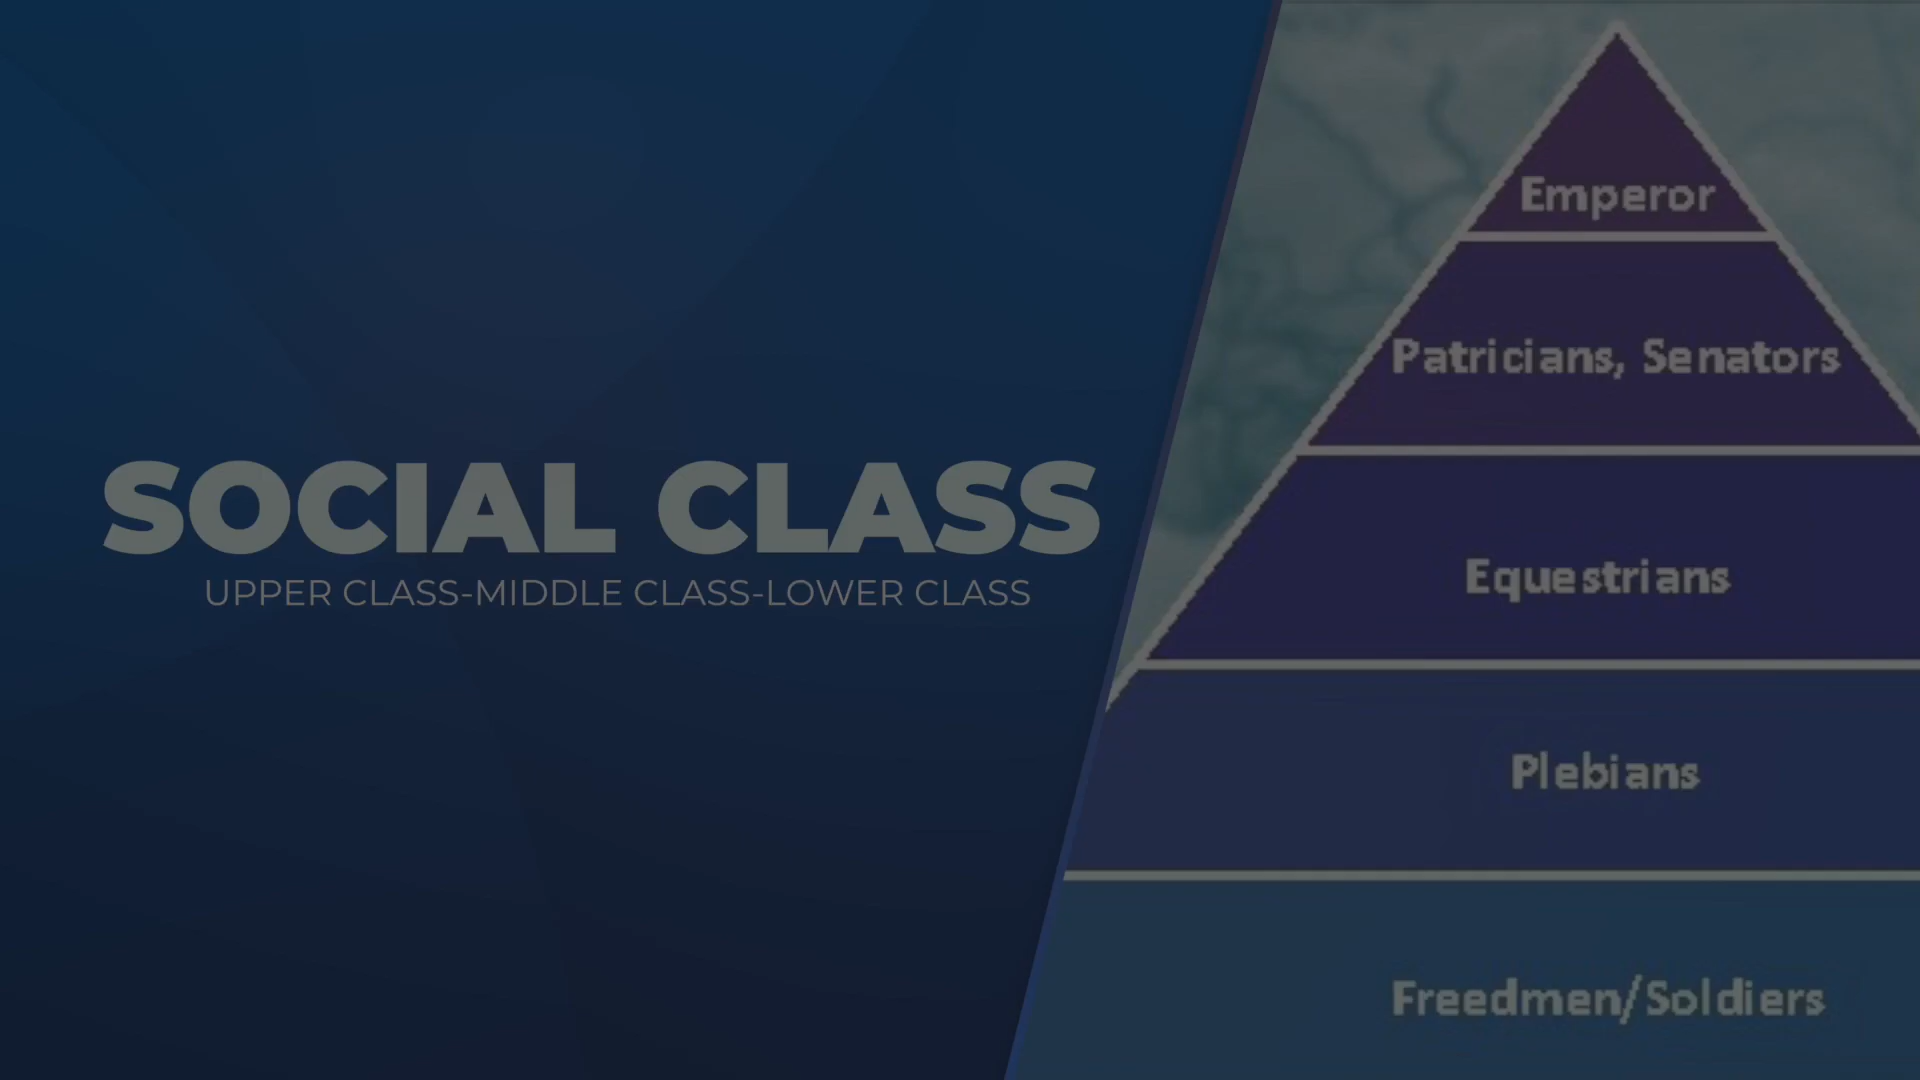 SOCIAL CLASS
UPPER CLASS-MIDDLE CLASS-LOWER CLASS
Emperor
Patricians, Senators
Equestrians
Plebians
Freedmen/Soldiers